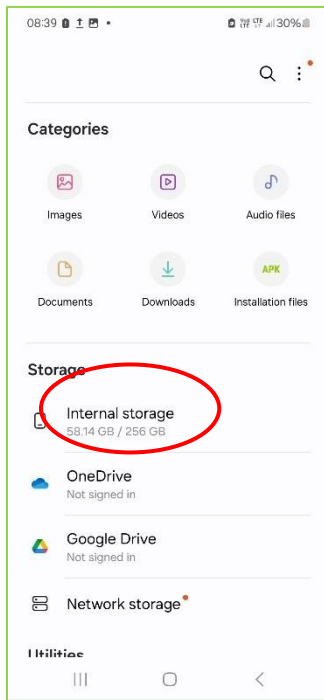 08:39 30%
Categories
Images Videos Audio files
APK
Documents Downloads Installation files
Storage
Internal storage
58.14 GB / 256 GB
OneDrive
Not signed in
Google Drive
Not signed in
Network storage
Utilities